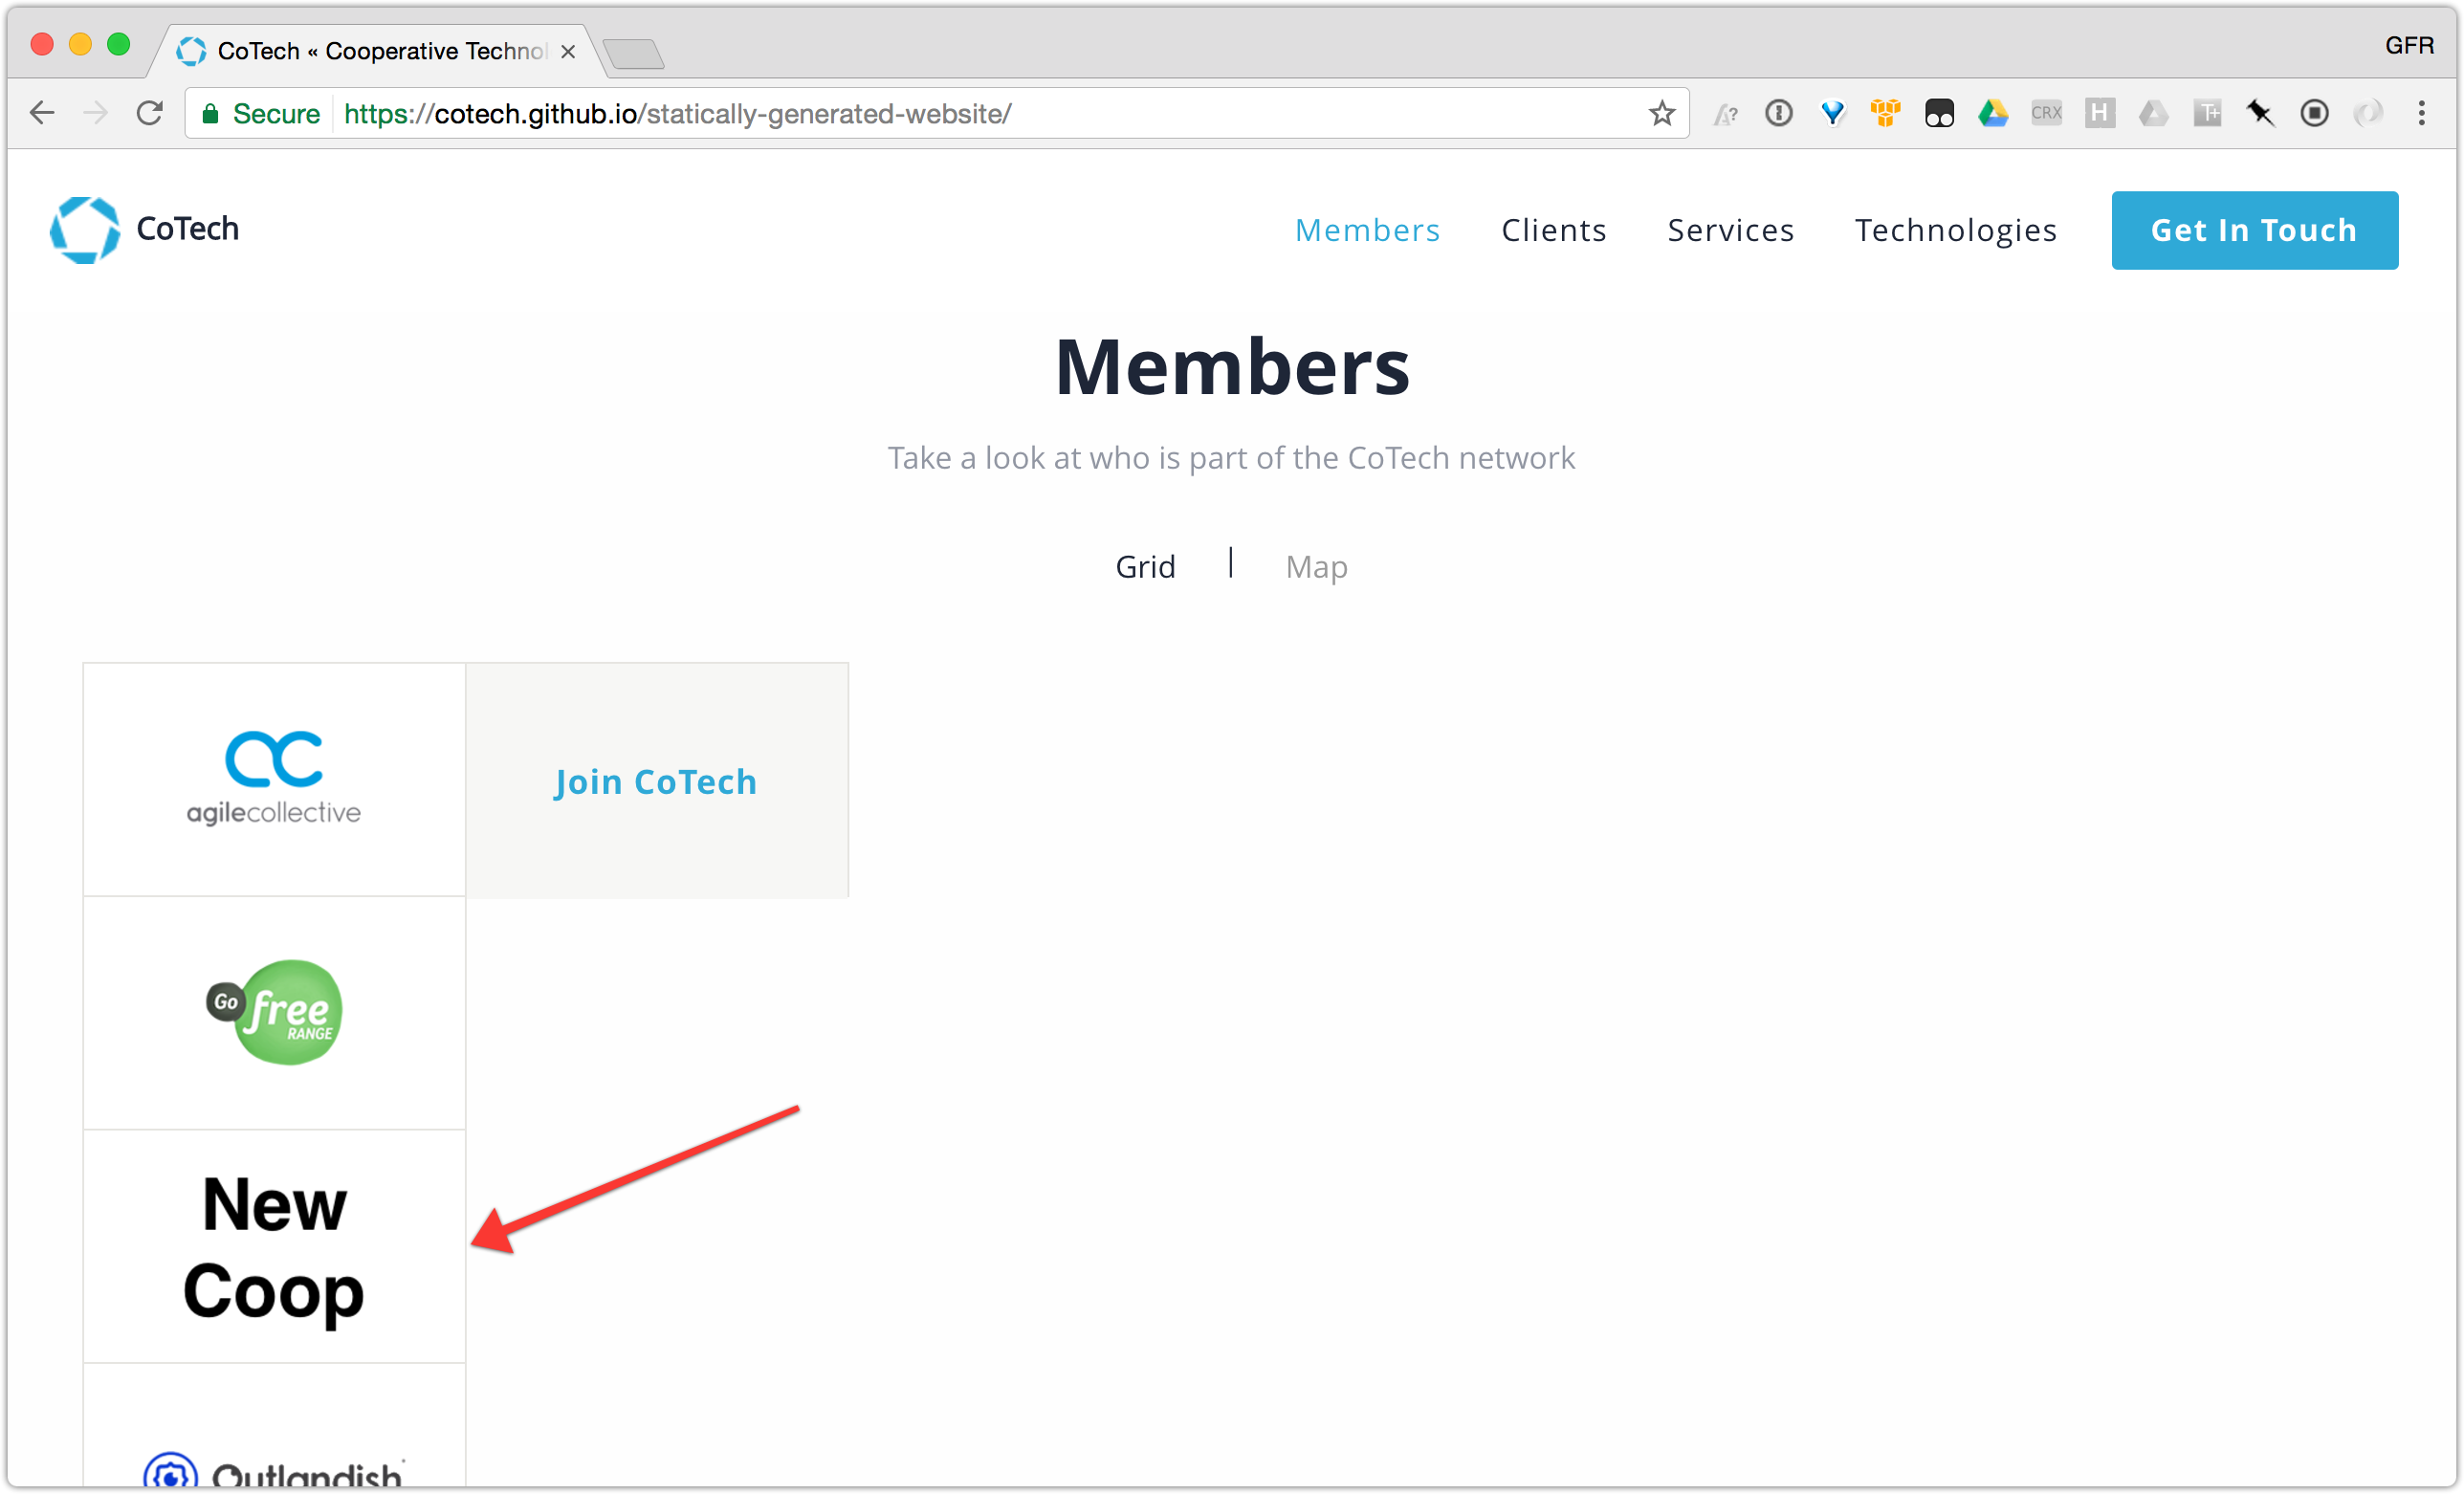 CoTech « Cooperative Technol
GFR
Secure https://cotech.github.io/statically-generated-website/
CRX
H
T+
CoTech
Members Clients Services Technologies Get In Touch
Members
Take a look at who is part of the CoTech network
Grid | Map
agilecollective
Join CoTech
Go free RANGE
New
Coop
Outlandish